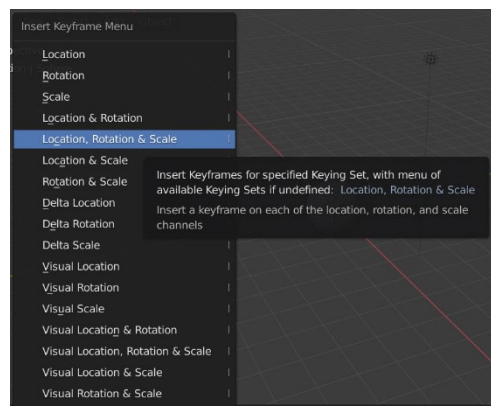 Insert Keyframe Menu
Location
Rotation
Scale
Location & Rotation
Location, Rotation & Scale
Location & Scale
Rotation & Scale
Delta Location
Delta Rotation
Delta Scale
Visual Location
Visual Rotation
Visual Scale
Visual Location & Rotation
Visual Location, Rotation & Scale
Visual Location & Scale
Visual Rotation & Scale
Insert Keyframes for specified Keying Set, with menu of
available Keying Sets if undefined: Location, Rotation & Scale
Insert a keyframe on each of the location, rotation, and scale
channels